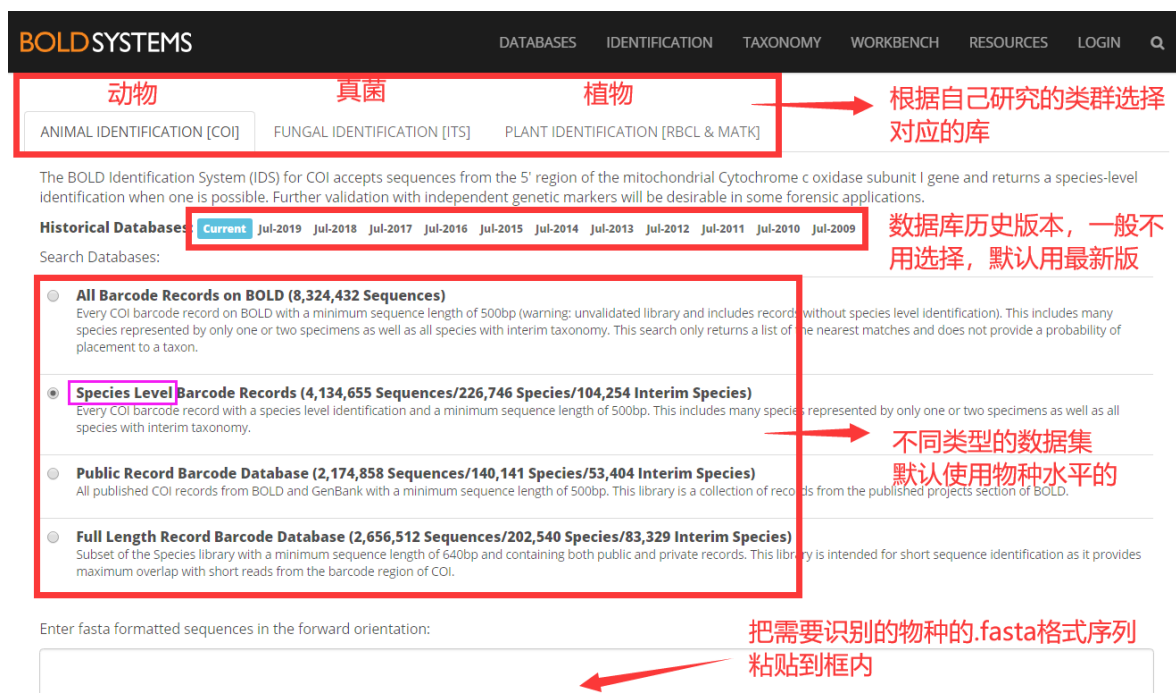 BOLDSYSTEMS DATABASES IDENTIFICATION TAXONOMY WORKBENCH RESOURCES LOGIN
动物 真菌 植物
根据自己研究的类群选择
对应的库
ANIMAL IDENTIFICATION [COI] FUNGAL IDENTIFICATION [ITS] PLANT IDENTIFICATION [RBCL & MATK]
The BOLD Identification System (IDS) for COI accepts sequences from the 5' region of the mitochondrial Cytochrome c oxidase subunit I gene and returns a species-level
identification when one is possible. Further validation with independent genetic markers will be desirable in some forensic applications.
Historical Databases: Current Jul-2019 Jul-2018 Jul-2017 Jul-2016 Jul-2015 Jul-2014 Jul-2013 Jul-2012 Jul-2011 Jul-2010 Jul-2009
数据库历史版本，一般不
用选择，默认用最新版
Search Databases:
All Barcode Records on BOLD (8,324,432 Sequences)
Every COI barcode record on BOLD with a minimum sequence length of 500bp (warning: unvalidated library and includes records without species level identification). This includes many
species represented by only one or two specimens as well as all species with interim taxonomy. This search only returns a list of the nearest matches and does not provide a probability of
placement to a taxon.
Species Level Barcode Records (4,134,655 Sequences/226,746 Species/104,254 Interim Species)
Every COI barcode record with a species level identification and a minimum sequence length of 500bp. This includes many species represented by only one or two specimens as well as all
species with interim taxonomy.
不同类型的数据集
默认使用物种水平的
Public Record Barcode Database (2,174,858 Sequences/140,141 Species/53,404 Interim Species)
All published COI records from BOLD and GenBank with a minimum sequence length of 500bp. This library is a collection of records from the published projects section of BOLD.
Full Length Record Barcode Database (2,656,512 Sequences/202,540 Species/83,329 Interim Species)
Subset of the Species library with a minimum sequence length of 640bp and containing both public and private records. This library is intended for short sequence identification as it provides
maximum overlap with short reads from the barcode region of COI.
Enter fasta formatted sequences in the forward orientation:
把需要识别的物种的.fasta格式序列
粘贴到框内